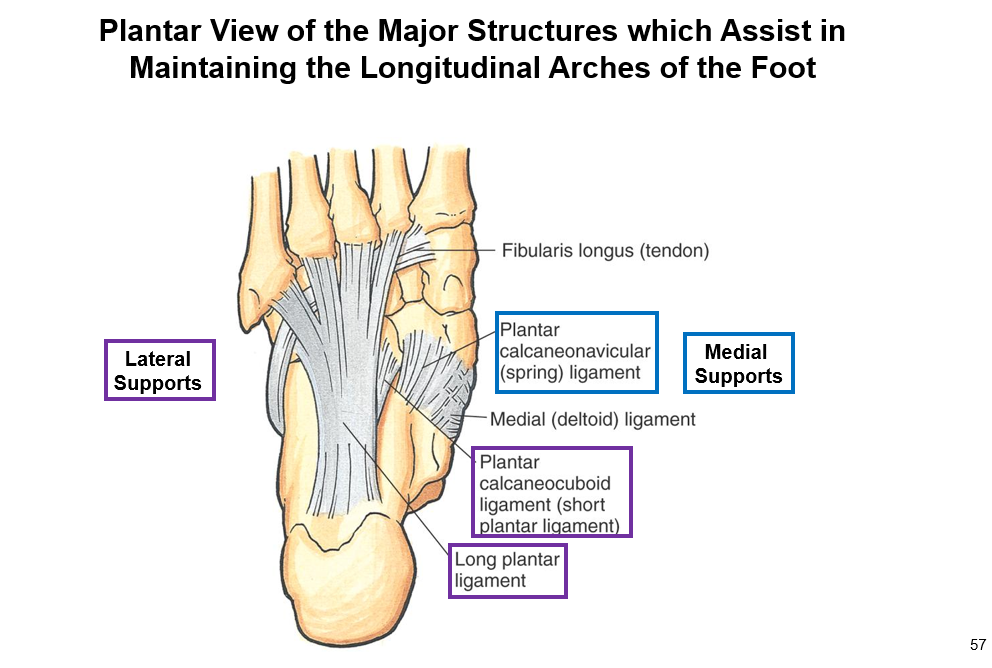 Plantar View of the Major Structures which Assist in
Maintaining the Longitudinal Arches of the Foot
Fibularis longus (tendon)
Plantar
calcaneonavicular
(spring) ligament
Medial
Supports
Lateral
Supports
Medial (deltoid) ligament
Plantar
calcaneocuboid
ligament (short
plantar ligament)
Long plantar
ligament
57